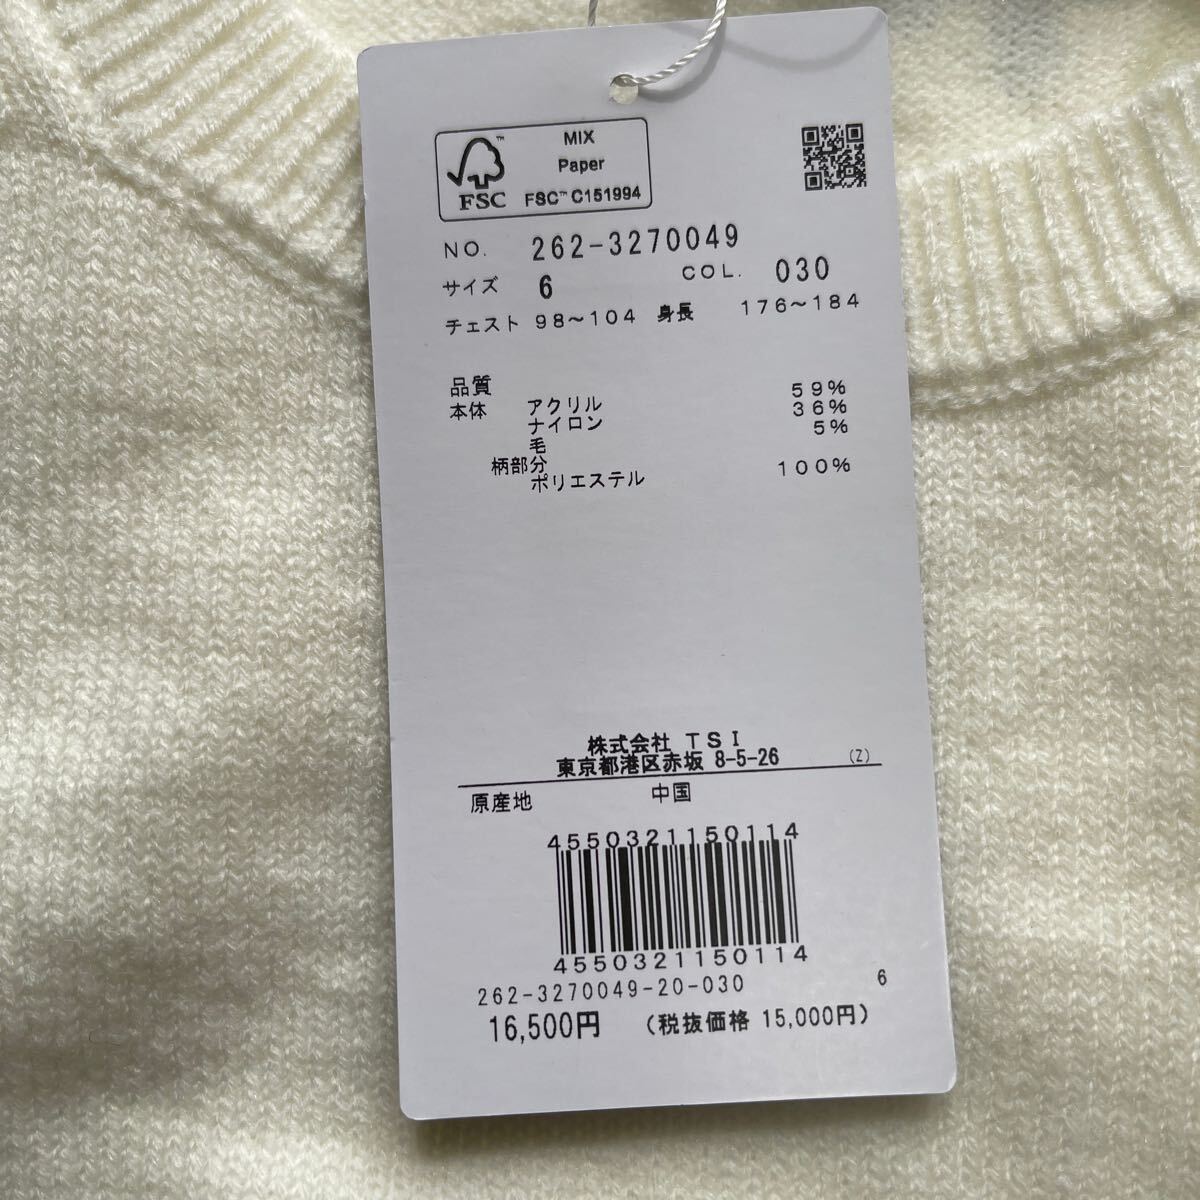 MIX
Paper
FSC™ C151994
FSC™
NO. 262-3270049
サイズ 6 COL. 030
チェスト 98〜104 身長 176〜184
品質
本体 アクリル 59%
ナイロン 36%
毛 5%
柄部分
ポリエステル 100%
株式会社 TSI
東京都港区赤坂 8-5-26 (Z)
原産地 中国
4550321150114
4550321150114
262-3270049-20-030 6
16,500円 (税抜価格 15,000円)